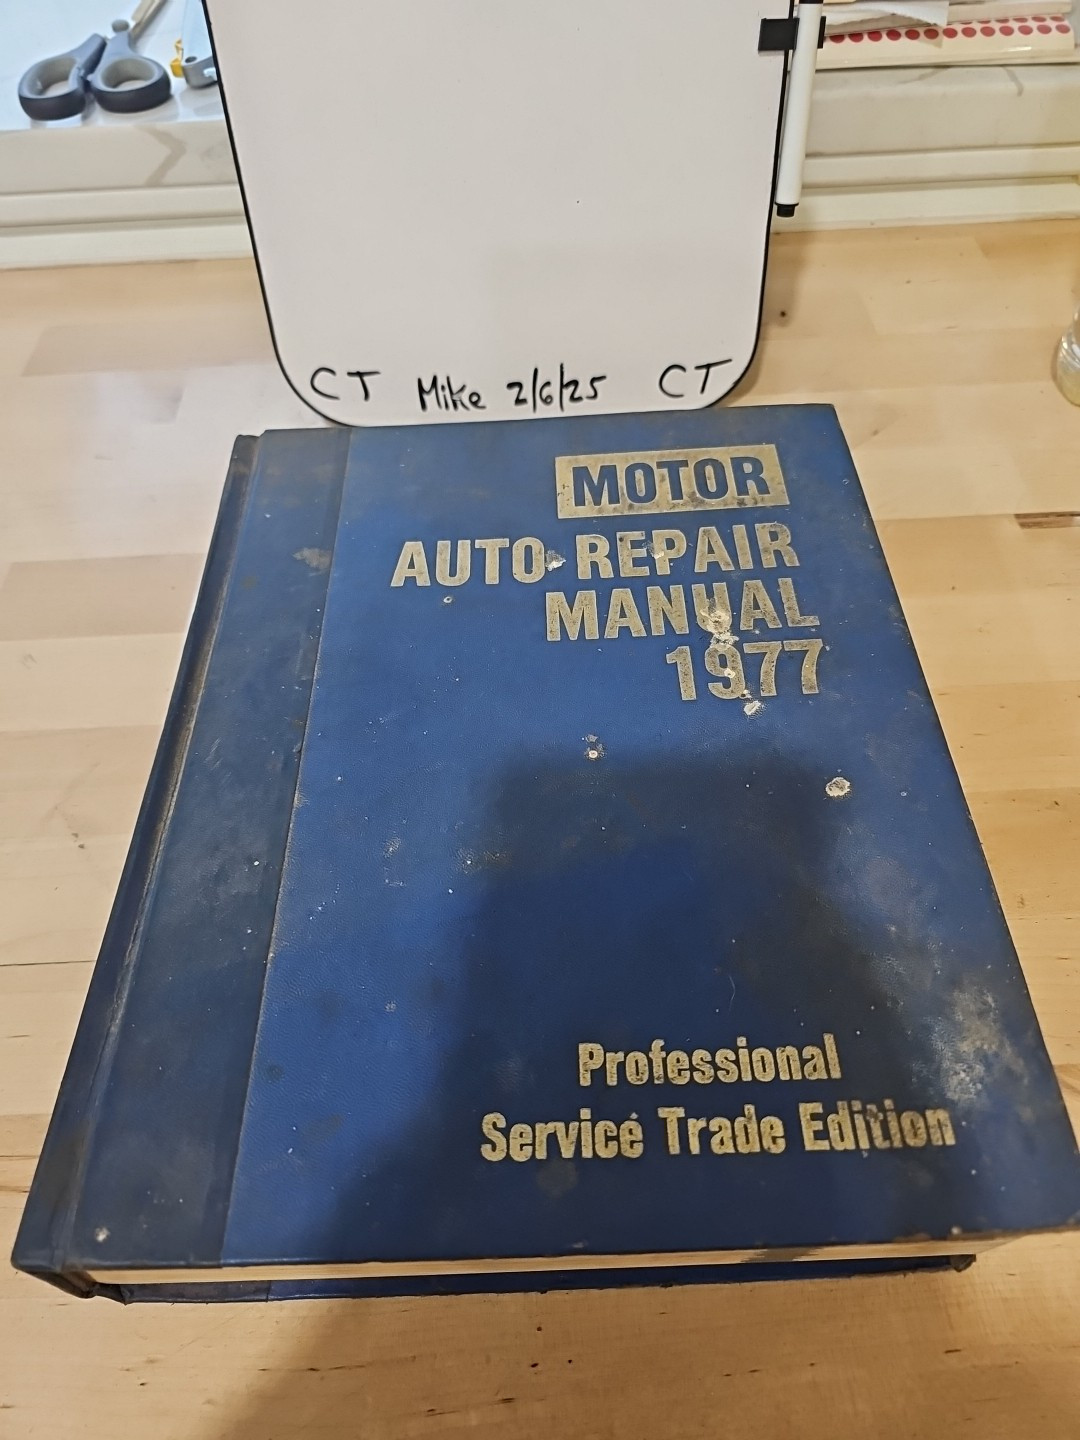 CT Mike 2/6/25 CT
MOTOR
AUTO REPAIR
MANUAL
1977
Professional
Service Trade Edition